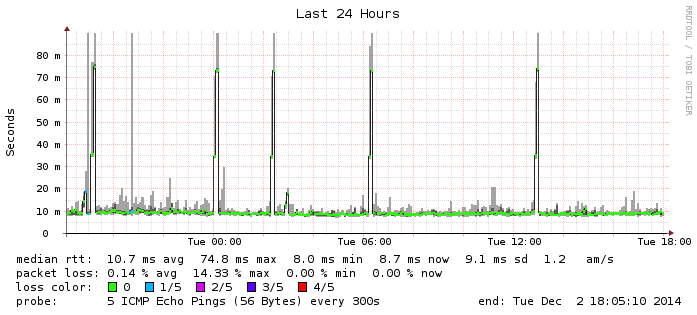 Last 24 Hours
RRDTOOL / TOBI OETIKER
Seconds
80 m
70 m
60 m
50 m
40 m
30 m
20 m
10 m
0
Tue 00:00 Tue 06:00 Tue 12:00 Tue 18:00
median rtt: 10.7 ms avg 74.8 ms max 8.0 ms min 8.7 ms now 9.1 ms sd 1.2 am/s
packet loss: 0.14 % avg 14.33 % max 0.00 % min 0.00 % now
loss color: 0 1/5 2/5 3/5 4/5
probe: 5 ICMP Echo Pings (56 Bytes) every 300s end: Tue Dec 2 18:05:10 2014